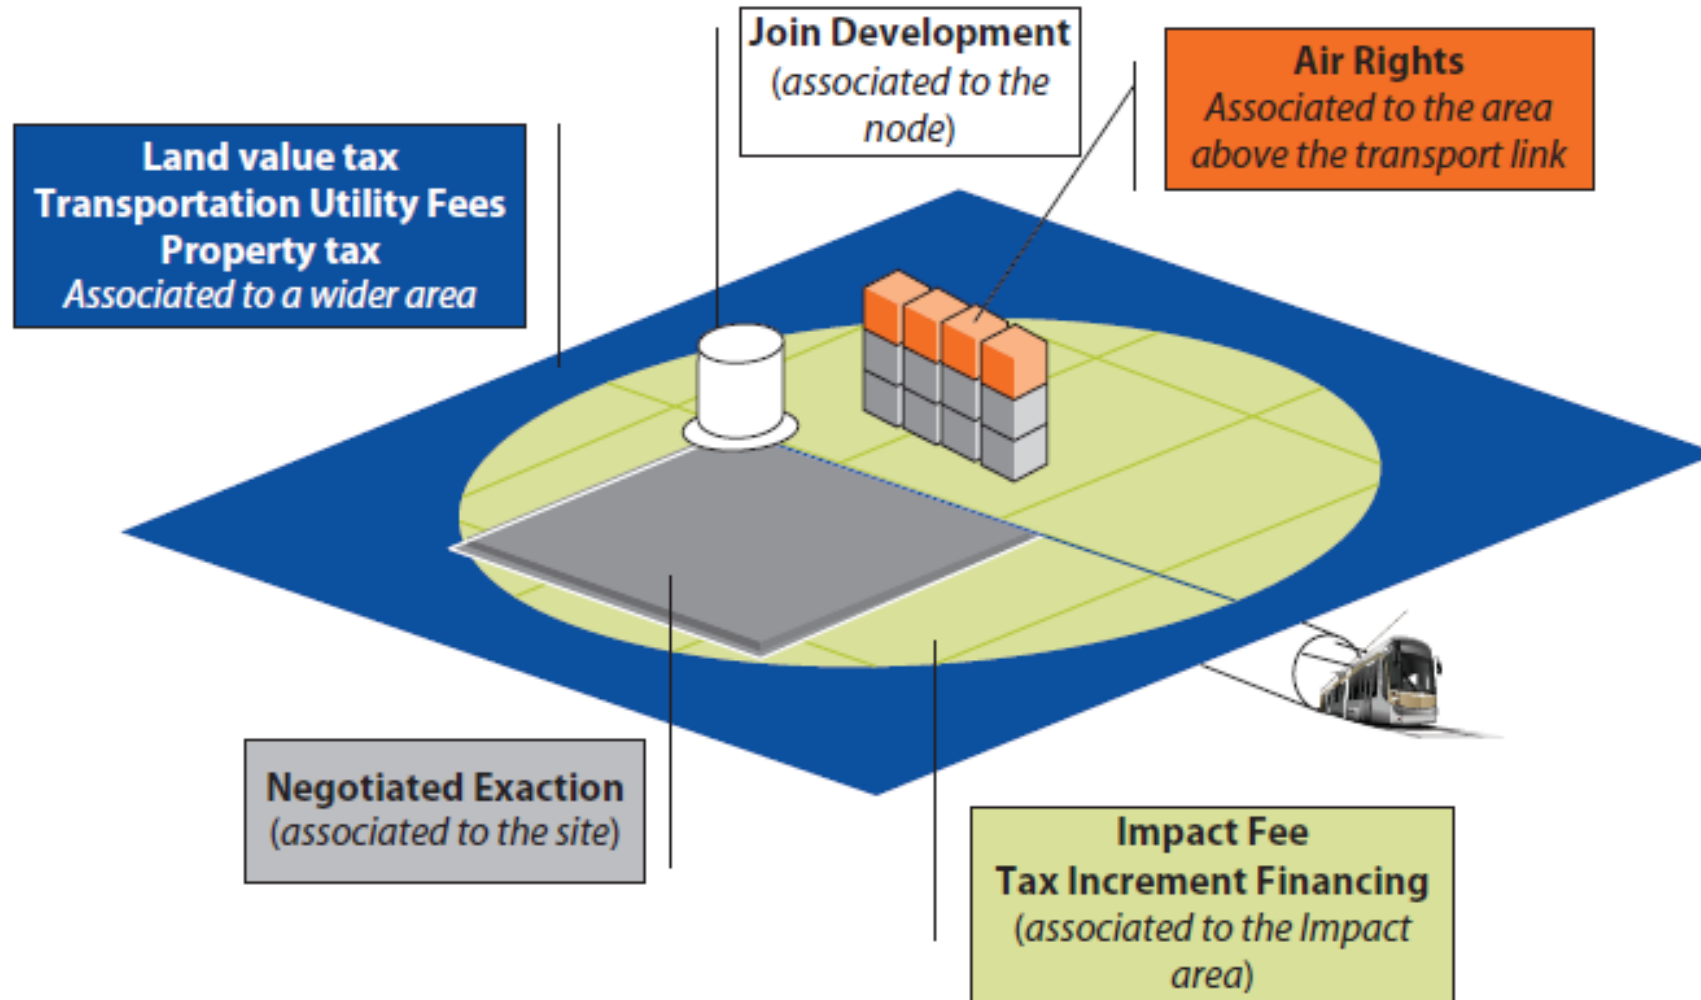 Join Development
(associated to the
node)
Air Rights
Associated to the area
above the transport link
Land value tax
Transportation Utility Fees
Property tax
Associated to a wider area
Negotiated Exaction
(associated to the site)
Impact Fee
Tax Increment Financing
(associated to the Impact
area)